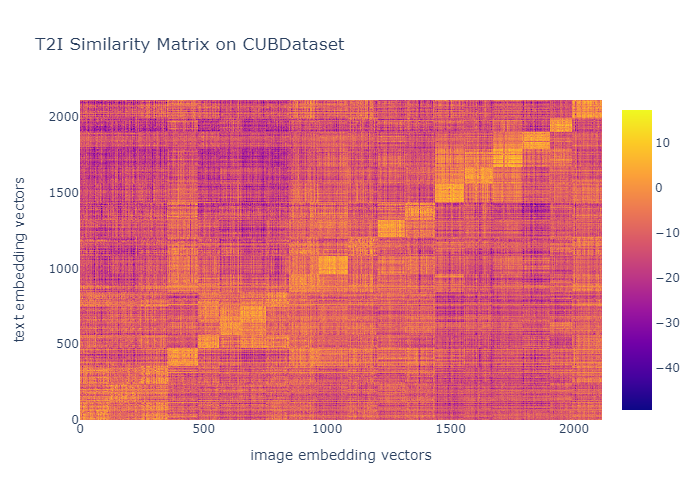 T2I Similarity Matrix on CUBDataset
2000
1500
1000
500
0
text embedding vectors
0 500 1000 1500 2000
image embedding vectors
10
0
−10
−20
−30
−40